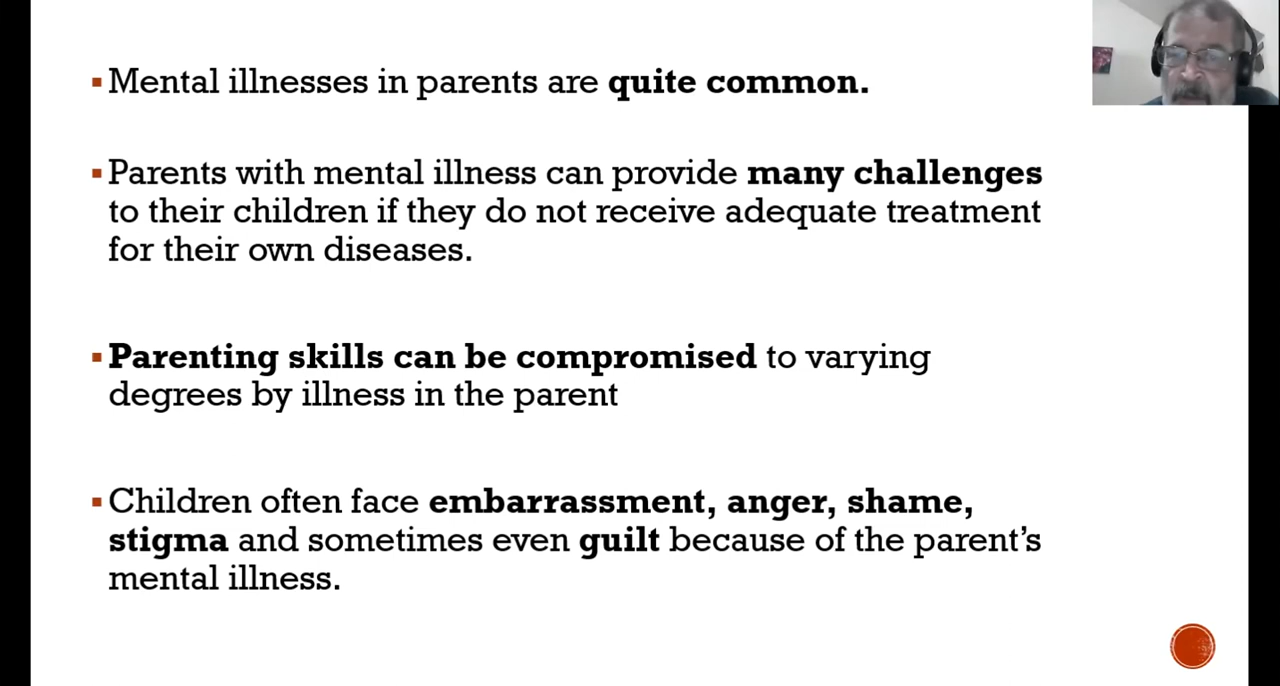 Mental illnesses in parents are quite common.
Parents with mental illness can provide many challenges
to their children if they do not receive adequate treatment
for their own diseases.
Parenting skills can be compromised to varying
degrees by illness in the parent
Children often face embarrassment, anger, shame,
stigma and sometimes even guilt because of the parent’s
mental illness.